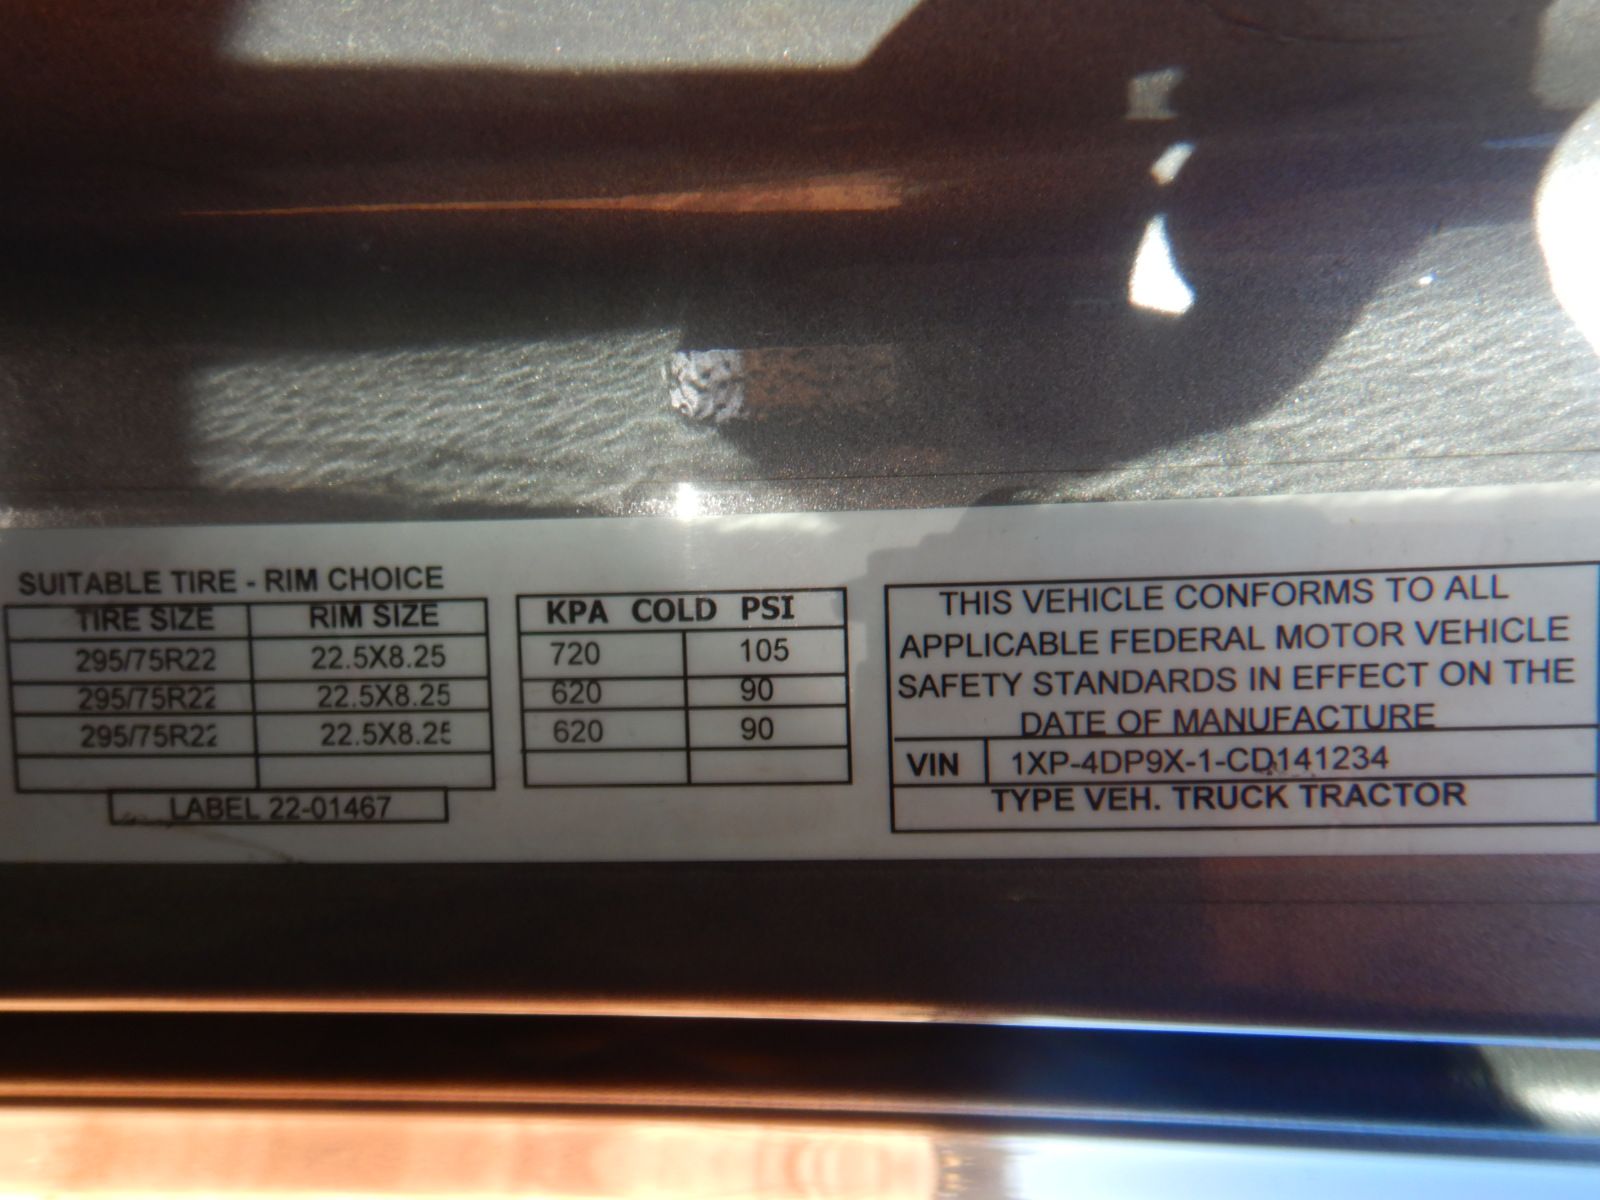 SUITABLE TIRE - RIM CHOICE
TIRE SIZE RIM SIZE
295/75R22 22.5X8.25
295/75R22 22.5X8.25
295/75R22 22.5X8.25
LABEL 22-01467
KPA COLD PSI
720 105
620 90
620 90
THIS VEHICLE CONFORMS TO ALL
APPLICABLE FEDERAL MOTOR VEHICLE
SAFETY STANDARDS IN EFFECT ON THE
DATE OF MANUFACTURE
VIN 1XP-4DP9X-1-CD141234
TYPE VEH. TRUCK TRACTOR